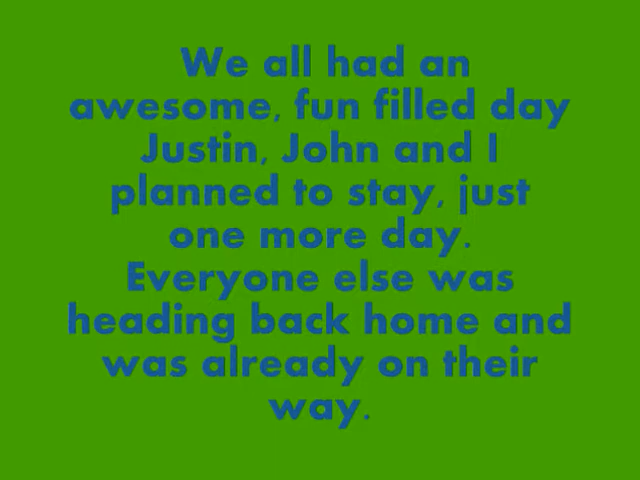 We all had an
awesome, fun filled day
Justin, John and I
planned to stay, just
one more day.
Everyone else was
heading back home and
was already on their
way.